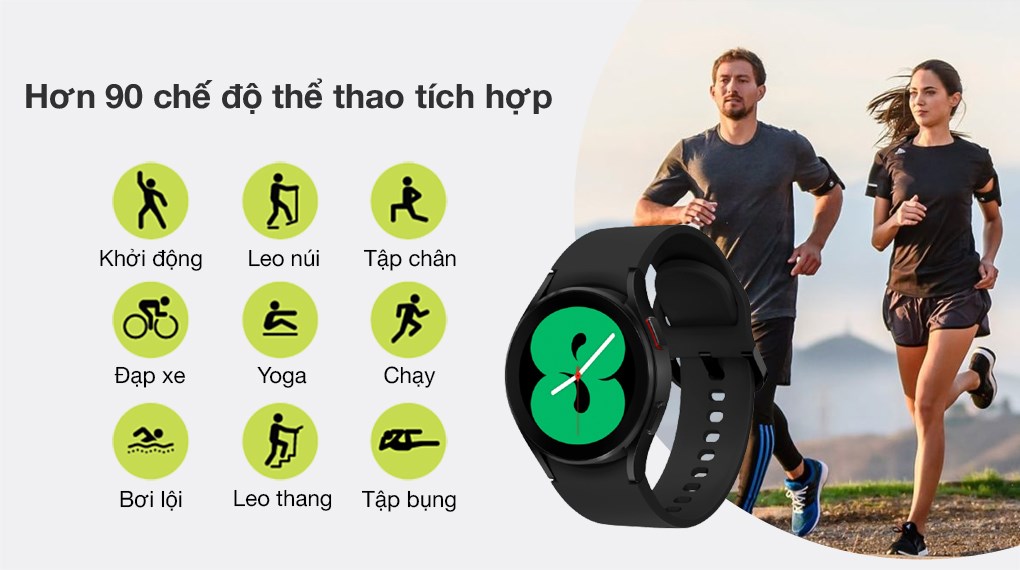 Hơn 90 chế độ thể thao tích hợp
Khởi động
Leo núi
Tập chân
Đạp xe
Yoga
Chạy
Bơi lội
Leo thang
Tập bụng